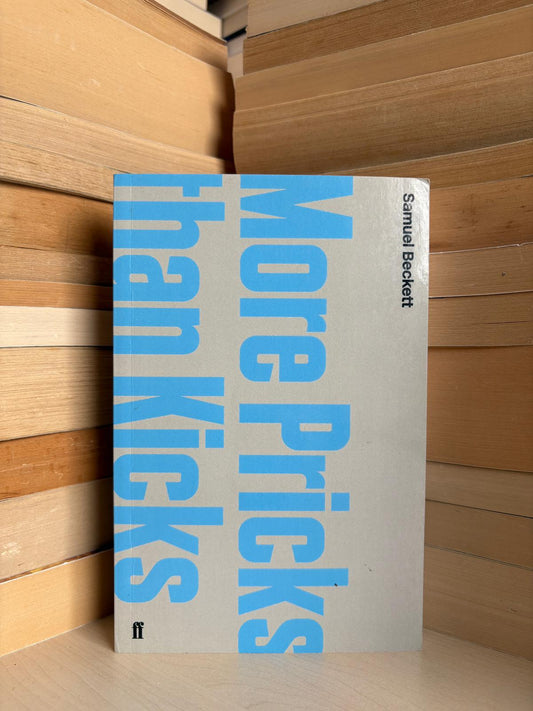 Samuel Beckett
More Pricks
than Kicks
ff